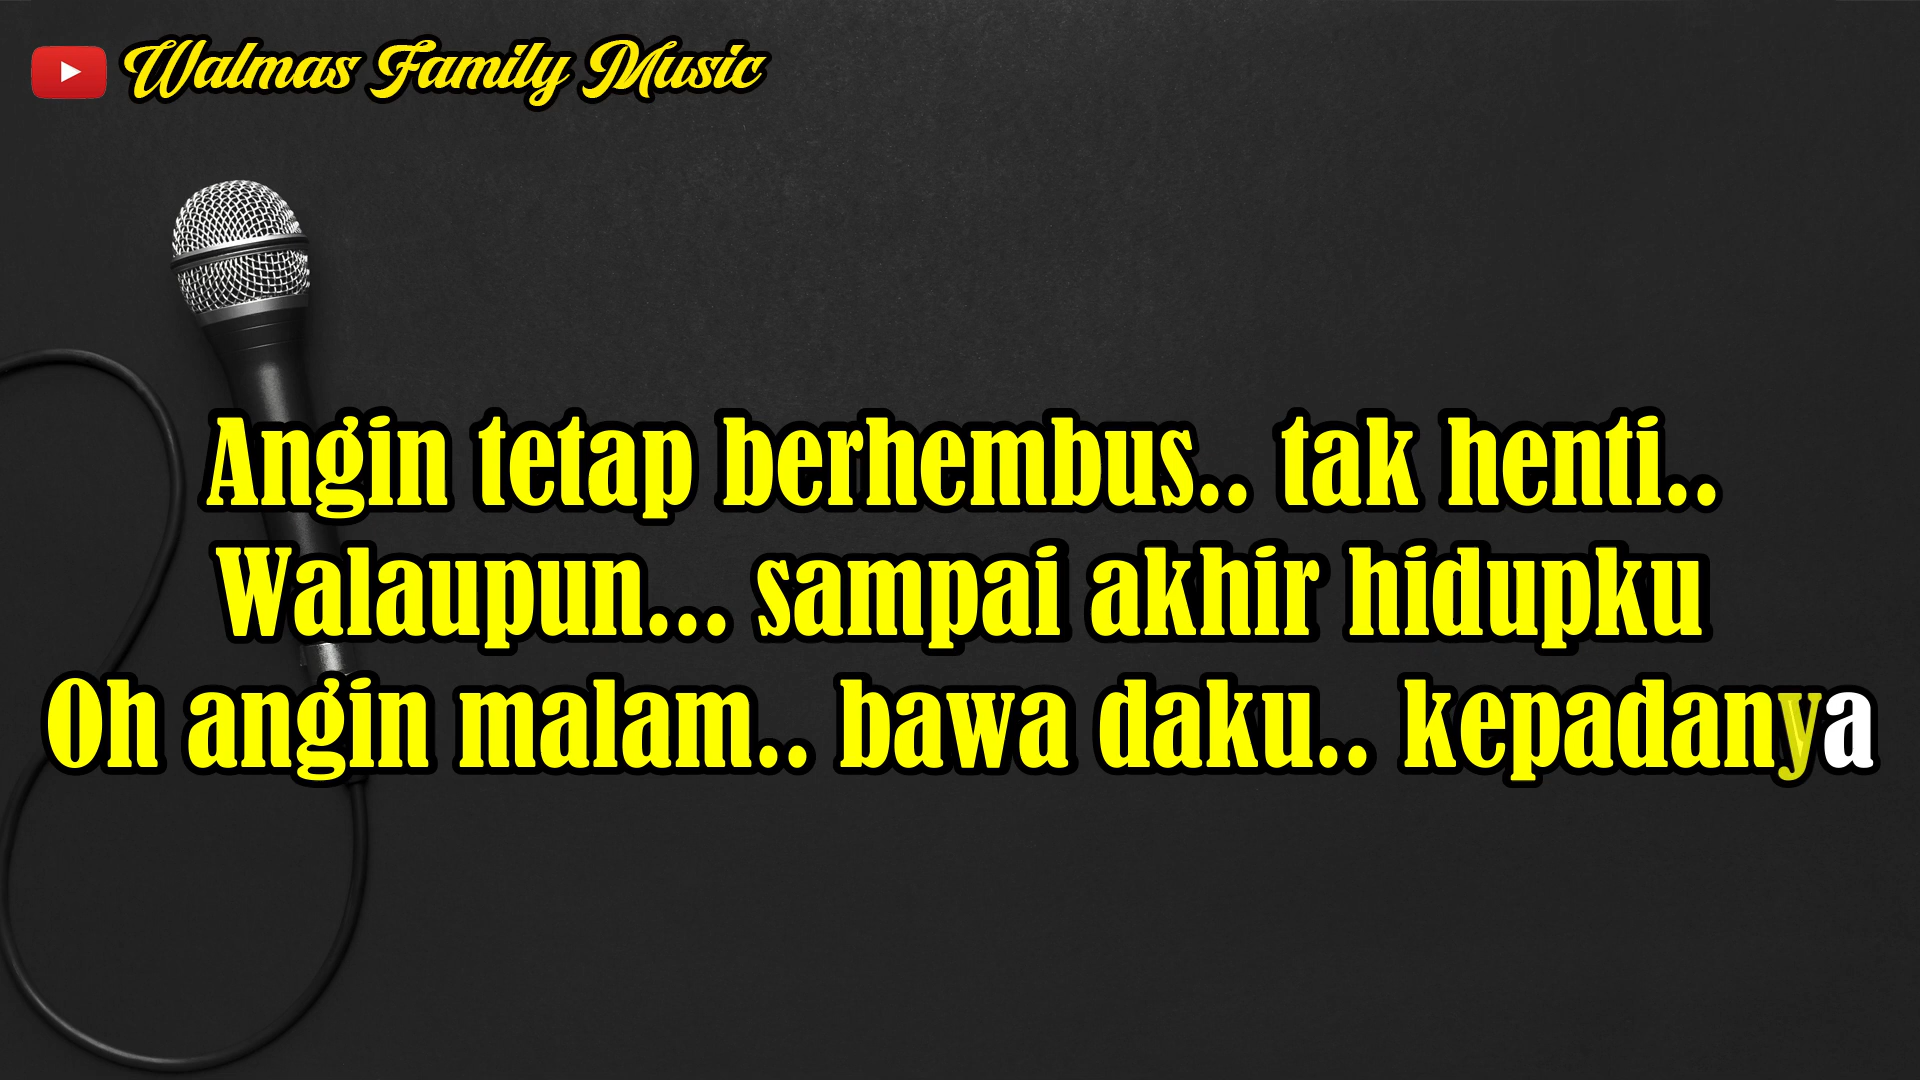 Walmas Family Music
Angin tetap berhembus.. tak henti..
Walaupun... sampai akhir hidupku
Oh angin malam.. bawa daku.. kepadanya